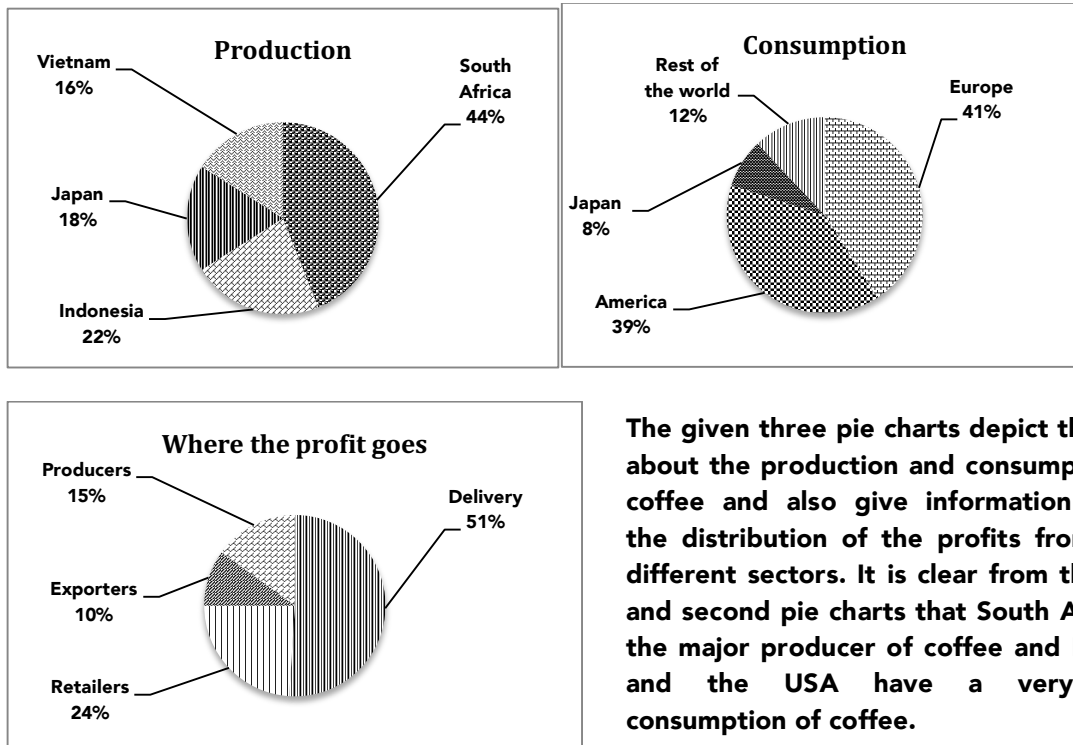 Production
Vietnam
16%
South
Africa
44%
Japan
18%
Indonesia
22%
Consumption
Rest of
the world
12%
Europe
41%
Japan
8%
America
39%
Where the profit goes
Producers
15%
Delivery
51%
Exporters
10%
Retailers
24%
The given three pie charts depict
about the production and
coffee and also give information
the distribution of the profits
different sectors. It is clear from
and second pie charts that South
the major producer of coffee and
and the USA have a very
consumption of coffee.